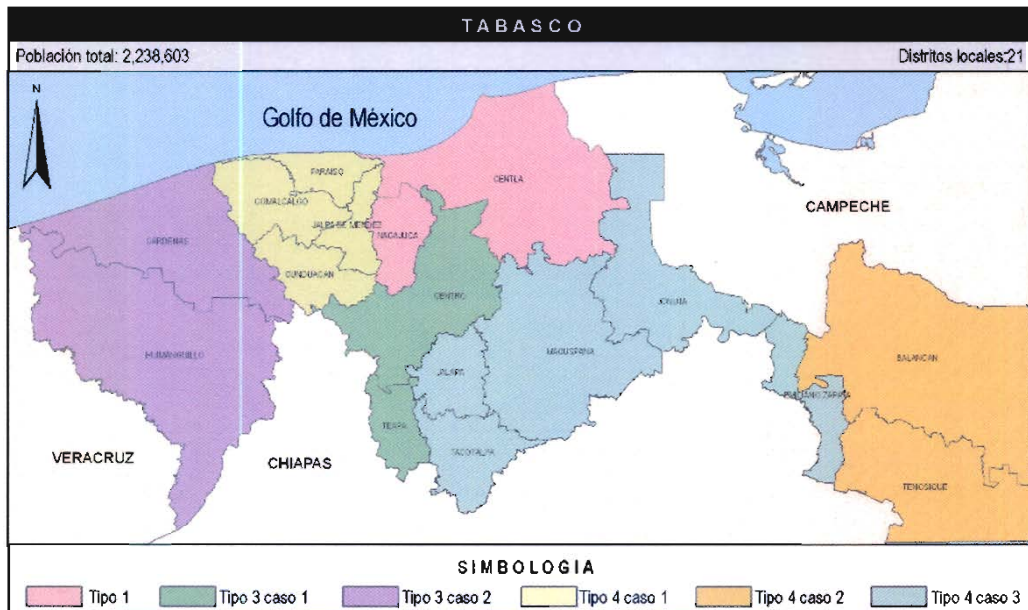 TABASCO
Población total: 2,238,603 Distritos locales:21
N
Golfo de México
PARAISO
CENTLA
COMALCALCO
CAMPECHE
JALPA DE MENDEZ
NACAJUCA
CARDENAS
CUNDUACAN
CENTRO
JONUTA
HUIMANGUILLO
MACUSPANA
BALANCAN
JALAPA
EMILIANO ZAPATA
TEAPA
VERACRUZ
CHIAPAS
TACOTALPA
TENOSIQUE
SIMBOLOGIA
Tipo 1 Tipo 3 caso 1 Tipo 3 caso 2 Tipo 4 caso 1 Tipo 4 caso 2 Tipo 4 caso 3